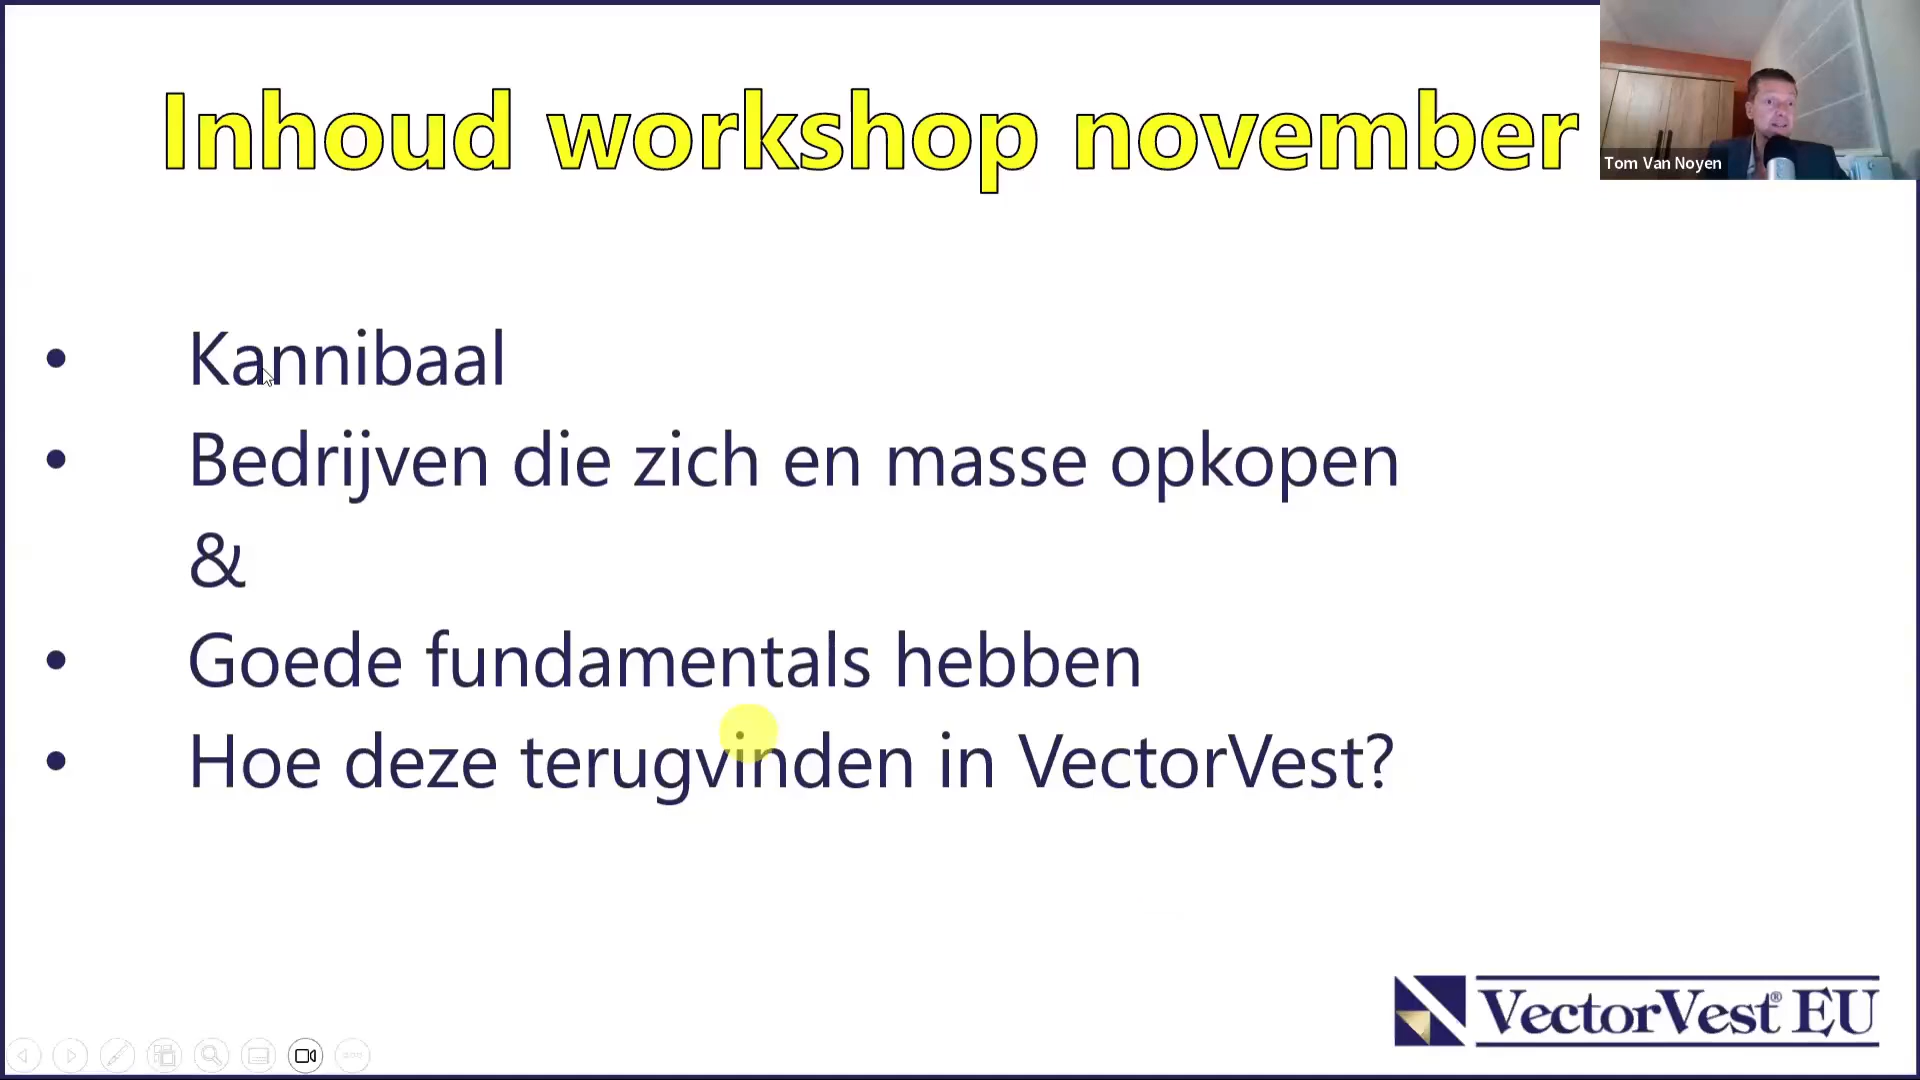 Inhoud workshop november
Tom Van Noyen
• Kannibaal
• Bedrijven die zich en masse opkopen
&
• Goede fundamentals hebben
• Hoe deze terugvinden in VectorVest?
VectorVest® EU